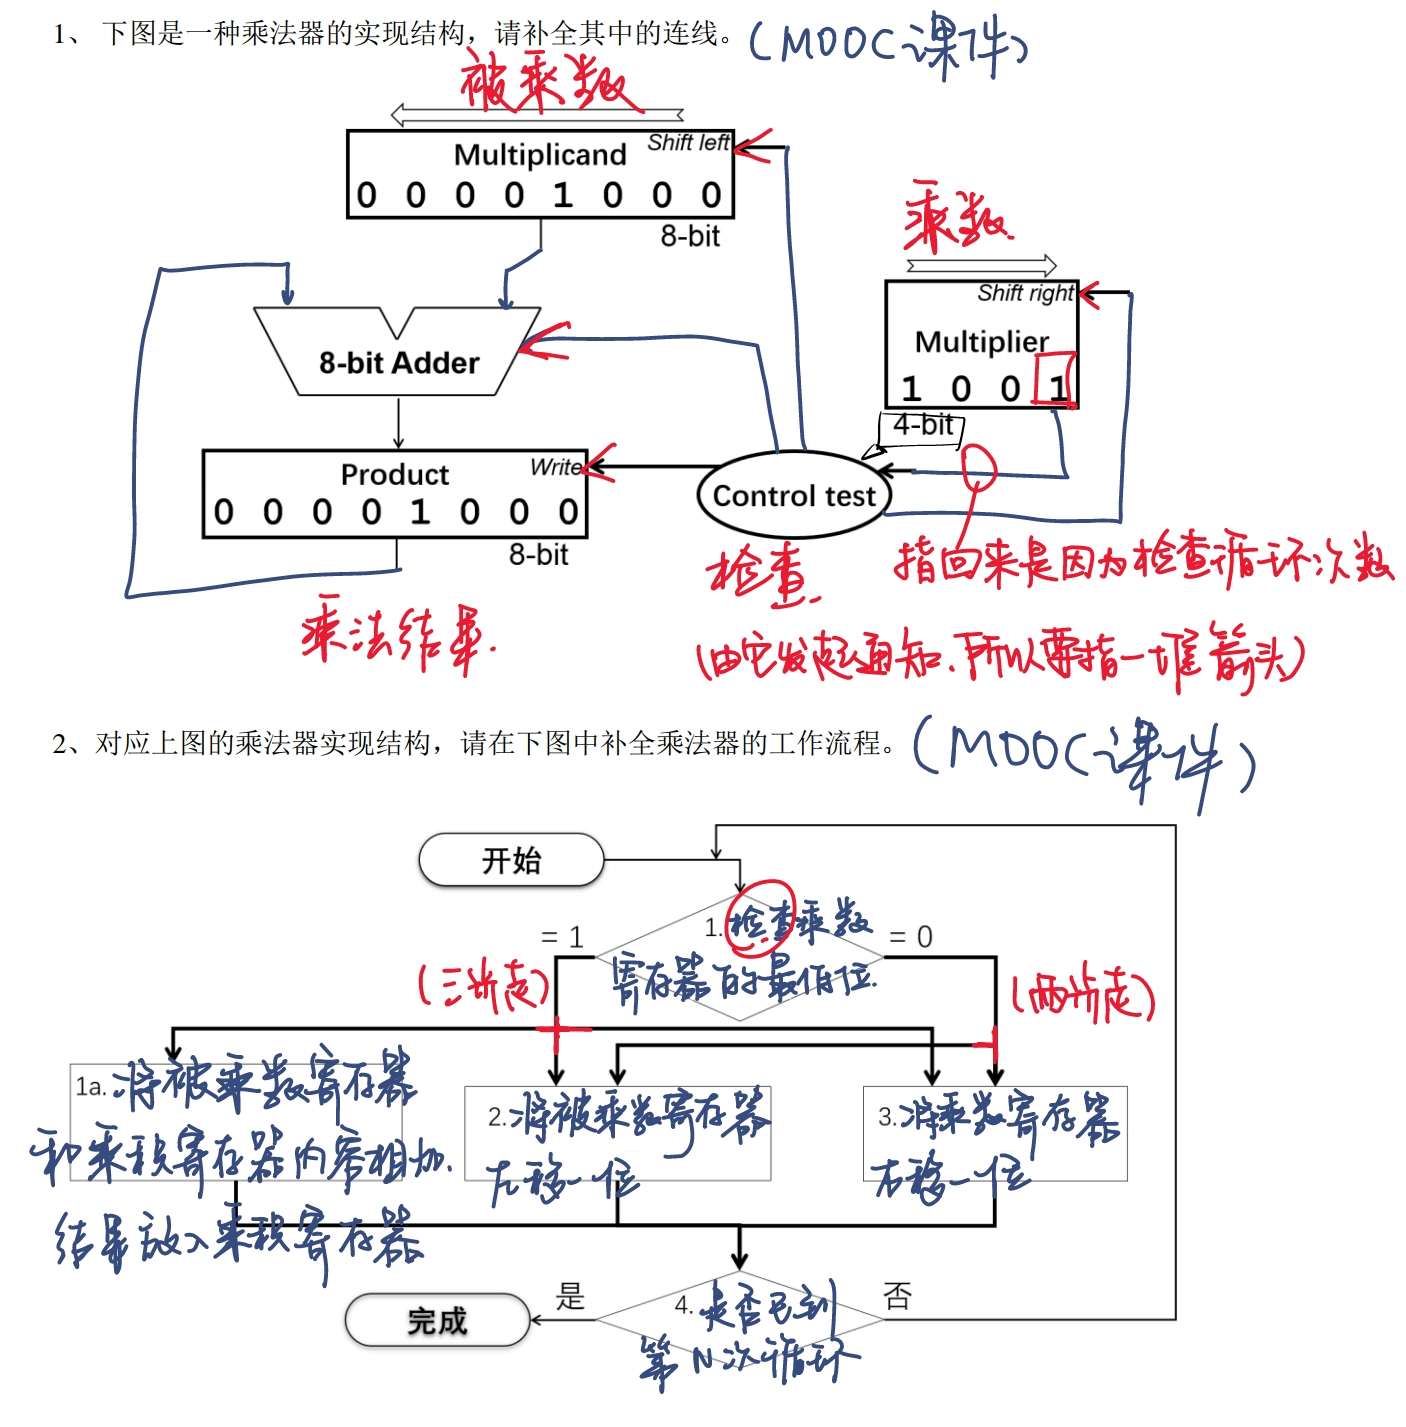 1、 下图是一种乘法器的实现结构，请补全其中的连线。(MOOC课件)
被乘数
Shift left
Multiplicand
0 0 0 0 1 0 0 0
8-bit
乘数
Shift right
Multiplier
1 0 0 1
4-bit
8-bit Adder
Product
Write
0 0 0 0 1 0 0 0
8-bit
Control test
检查
指回来是因为检查循环次数
乘法结果.
(由它发起通知.所以要指一堆箭头)
2、对应上图的乘法器实现结构，请在下图中补全乘法器的工作流程。(MOOC课件)
开始
1.检查乘数
寄存器的最低位.
= 1
= 0
(三步走)
(两步走)
1a.将被乘数寄存器
和乘积寄存器内容相加.
结果放入乘积寄存器
2.将被乘数寄存器
左移一位
3.将乘数寄存器
右移一位
4.是否已到
第N次循环
是
否
完成